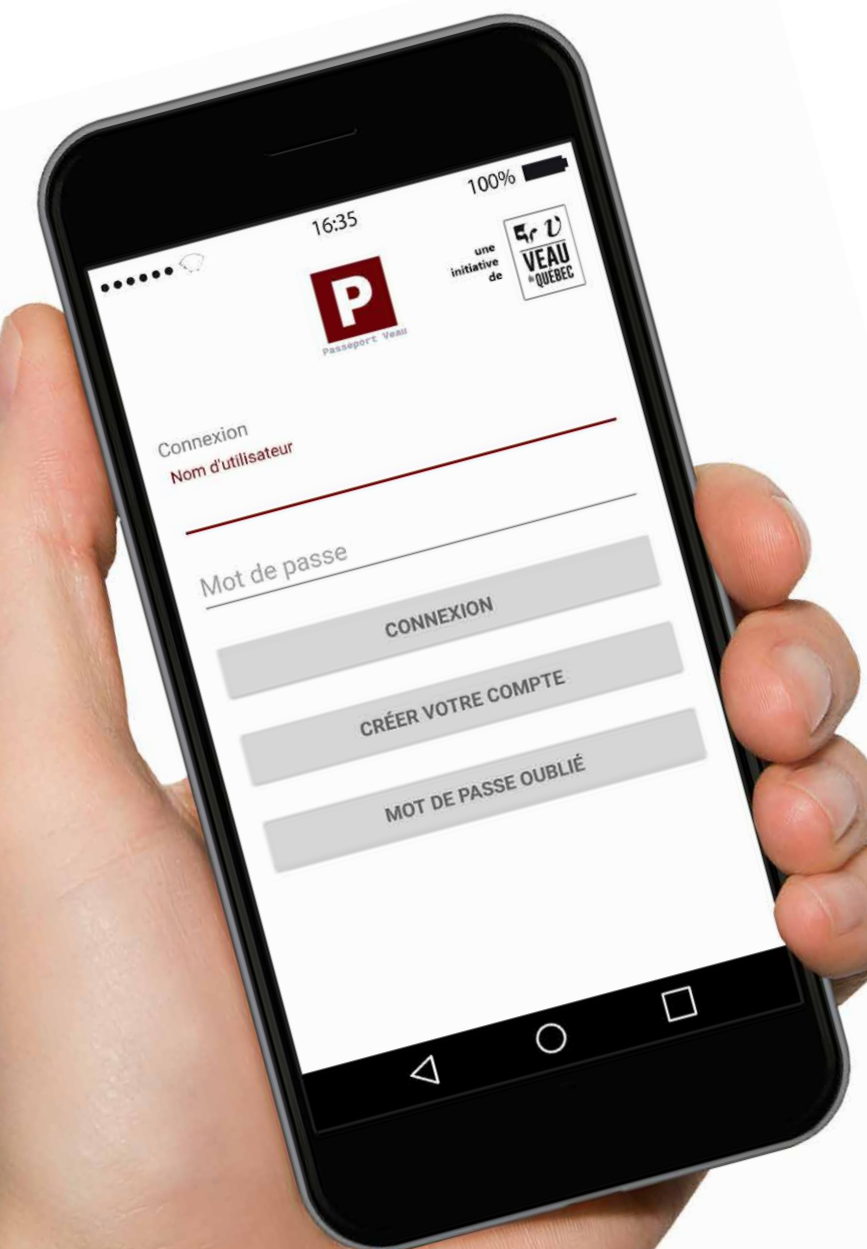 16:35
100%
P
Passeport Veau
une
initiative
de
VEAU
du QUÉBEC
Connexion
Nom d'utilisateur
Mot de passe
CONNEXION
CRÉER VOTRE COMPTE
MOT DE PASSE OUBLIÉ